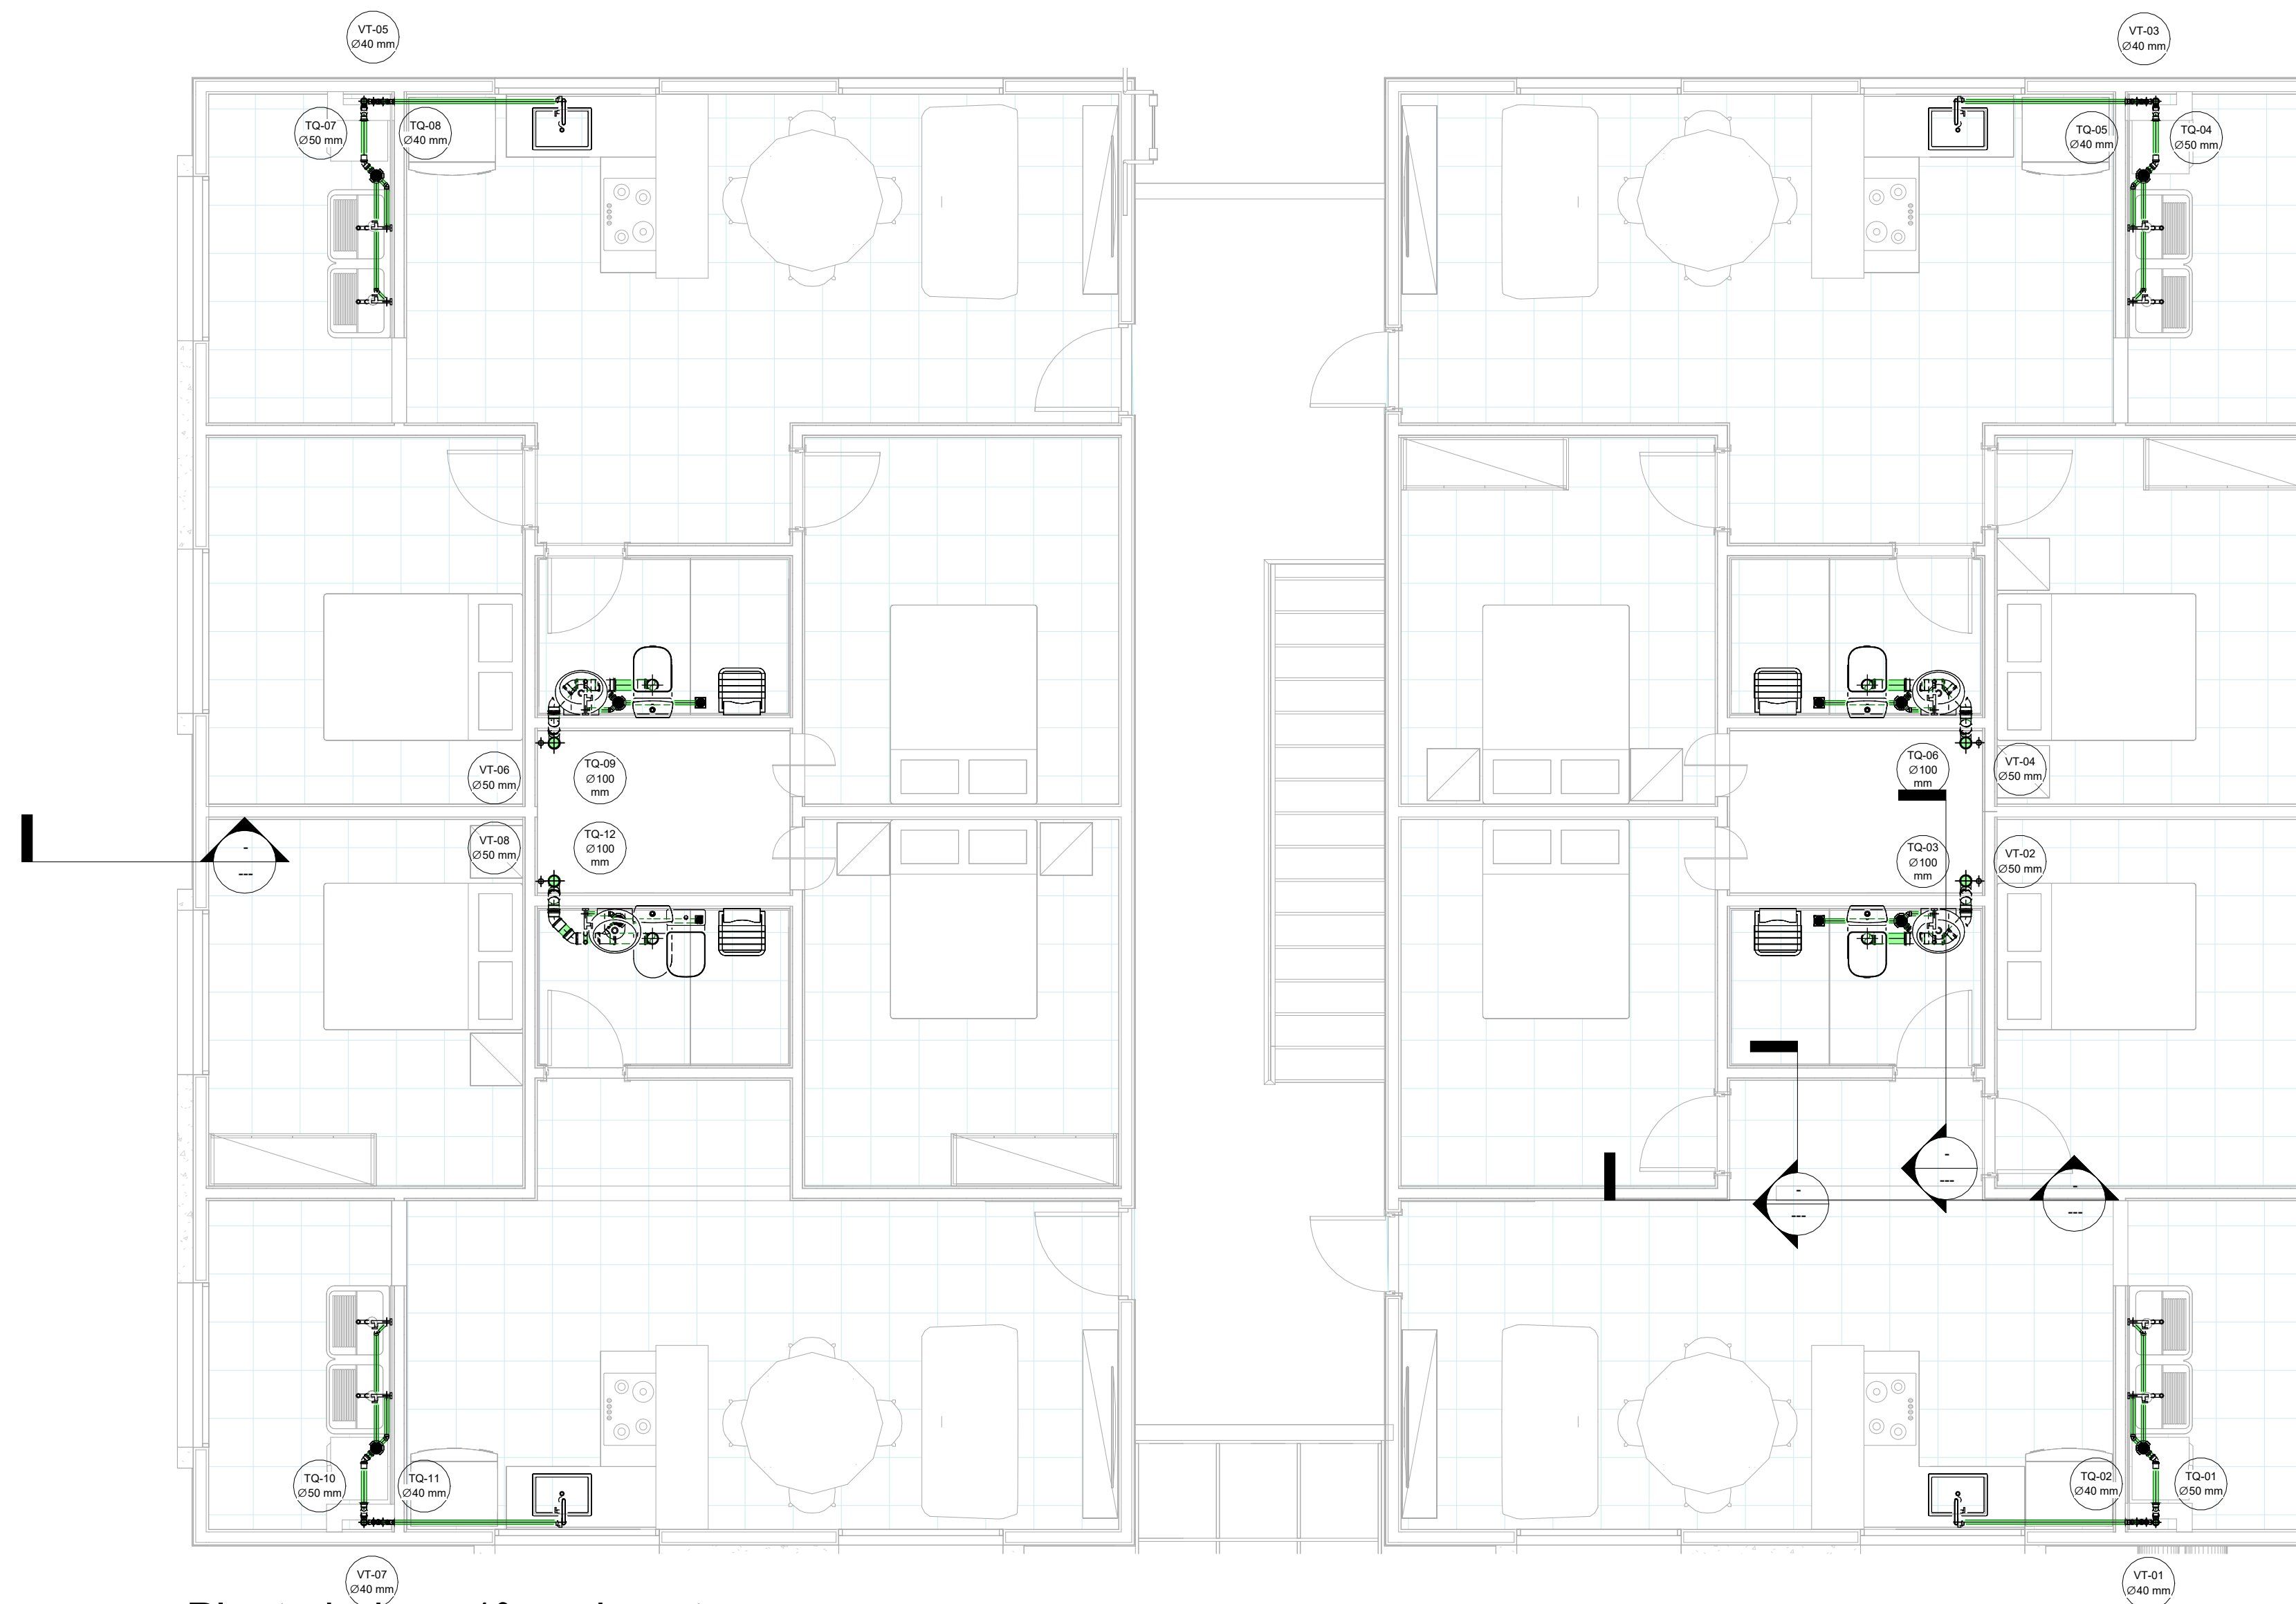 VT-05
Ø40 mm
VT-03
Ø40 mm
TQ-07
Ø50 mm
TQ-08
Ø40 mm
TQ-05
Ø40 mm
TQ-04
Ø50 mm
VT-06
Ø50 mm
TQ-09
Ø100
mm
TQ-06
Ø100
mm
VT-04
Ø50 mm
VT-08
Ø50 mm
TQ-12
Ø100
mm
TQ-03
Ø100
mm
VT-02
Ø50 mm
-
---
-
---
-
---
-
---
TQ-10
Ø50 mm
TQ-11
Ø40 mm
TQ-02
Ø40 mm
TQ-01
Ø50 mm
VT-07
Ø40 mm
VT-01
Ø40 mm